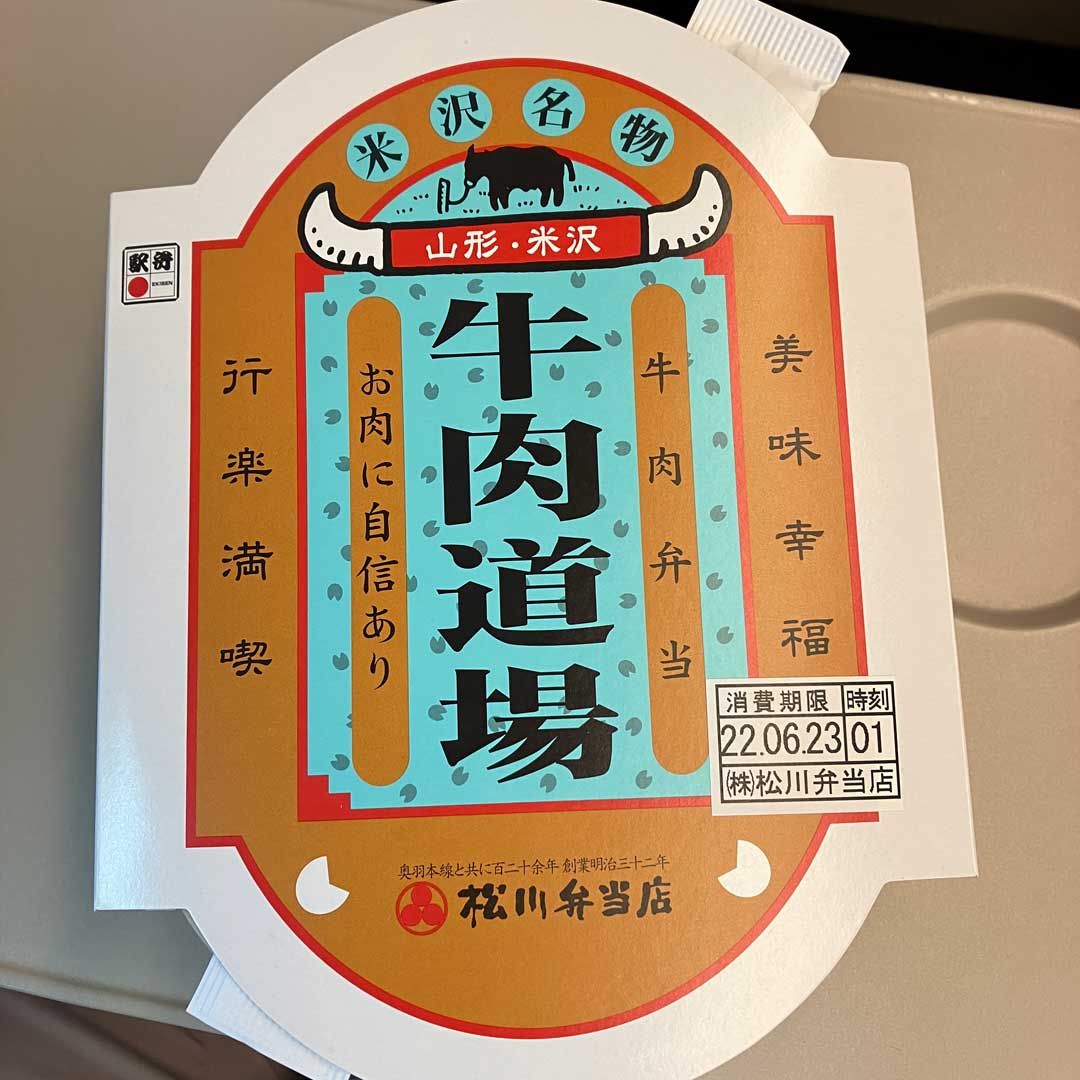 米沢名物
山形・米沢
駅弁
EKIBEN
美味幸福
牛肉弁当
牛肉道場
お肉に自信あり
行楽満喫
消費期限 時刻
22.06.23 01
㈱松川弁当店
奥羽本線と共に百二十余年 創業明治三十二年
松川弁当店